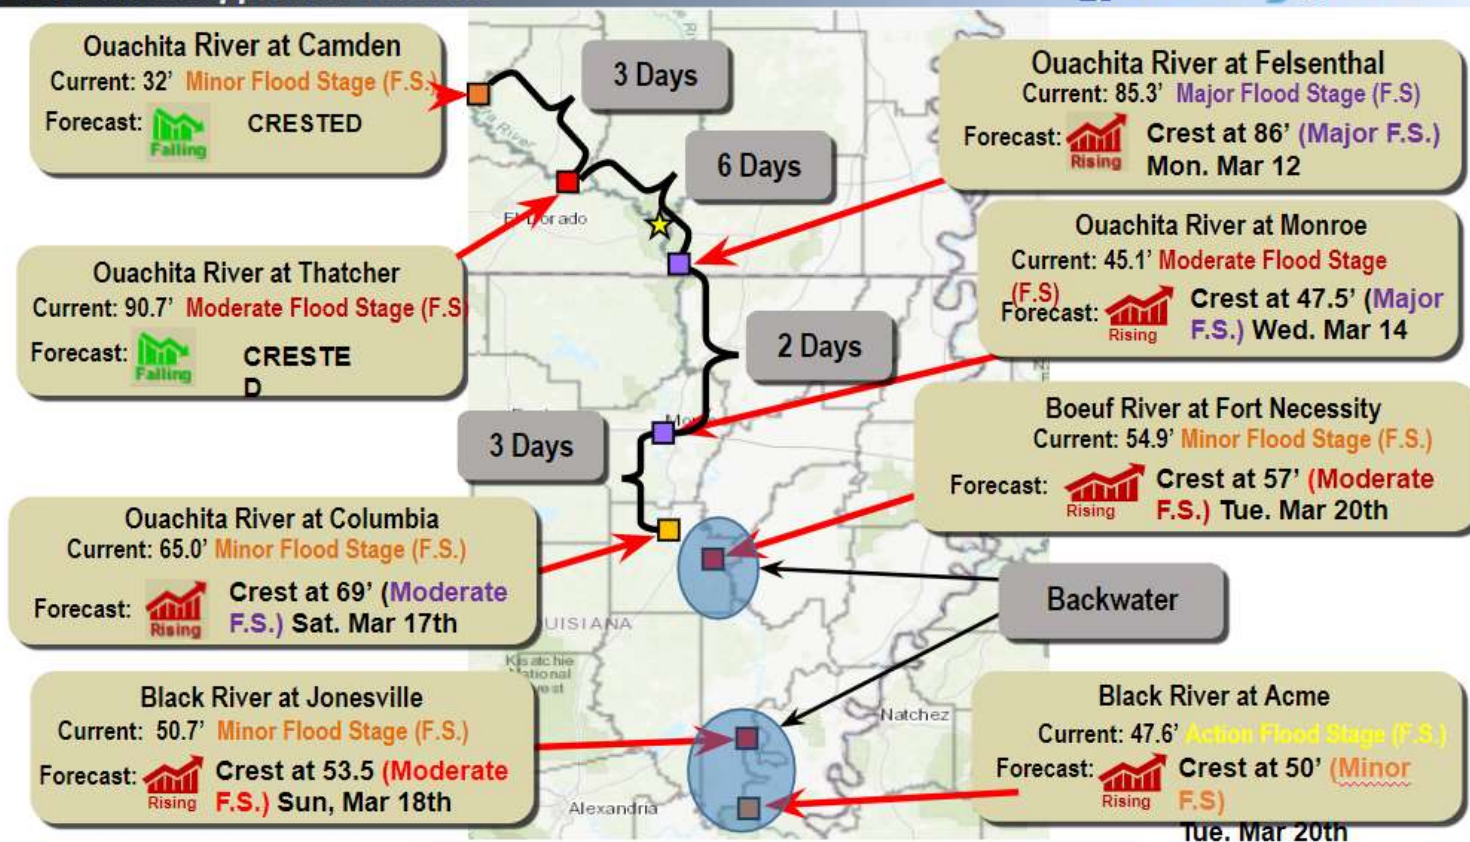 Ouachita River at Camden
Current: 32' Minor Flood Stage (F.S.)
Forecast:
Falling
CRESTED
3 Days
Ouachita River at Felsenthal
Current: 85.3' Major Flood Stage (F.S)
Forecast:
Rising
Crest at 86' (Major F.S.)
Mon. Mar 12
6 Days
El Dorado
Ouachita River at Thatcher
Current: 90.7' Moderate Flood Stage (F.S)
Forecast:
Falling
CRESTE
D
Ouachita River at Monroe
Current: 45.1' Moderate Flood Stage
(F.S)
Forecast:
Rising
Crest at 47.5' (Major
F.S.) Wed. Mar 14
2 Days
3 Days
Boeuf River at Fort Necessity
Current: 54.9' Minor Flood Stage (F.S.)
Forecast:
Rising
Crest at 57' (Moderate
F.S.) Tue. Mar 20th
Ouachita River at Columbia
Current: 65.0' Minor Flood Stage (F.S.)
Forecast:
Rising
Crest at 69' (Moderate
F.S.) Sat. Mar 17th
Backwater
UISIANA
Kisatchie
National
Black River at Jonesville
Current: 50.7' Minor Flood Stage (F.S.)
Forecast:
Rising
Crest at 53.5 (Moderate
F.S.) Sun, Mar 18th
Natchez
Alexandria
Black River at Acme
Current: 47.6' Action Flood Stage (F.S.)
Forecast:
Rising
Crest at 50' (Minor
F.S)
Tue. Mar 20th